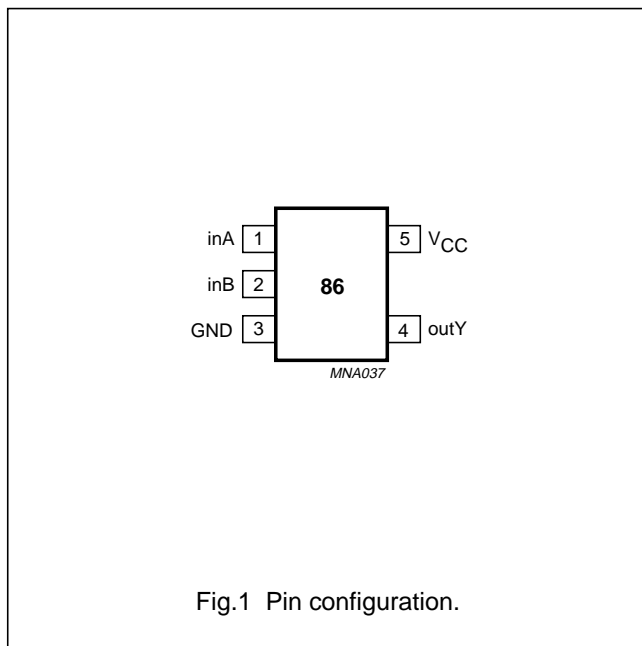 inA 1 5 VCC
inB 2 86
GND 3 4 outY
MNA037
Fig.1 Pin configuration.